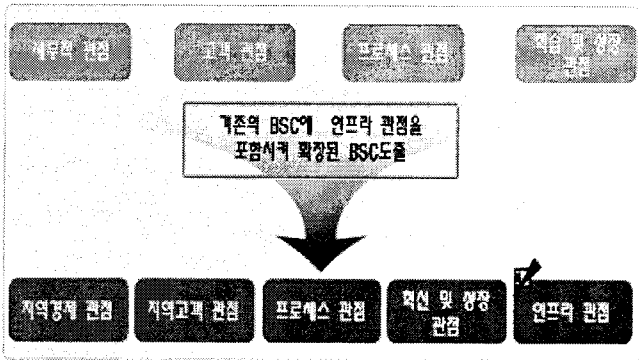 재무적 관점
고객 관점
프로세스 관점
학습 및 성장
관점
기존의 BSC에 인프라 관점을
포함시켜 확장된 BSC도출
지역경제 관점
지역고객 관점
프로세스 관점
혁신 및 성장
관점
인프라 관점